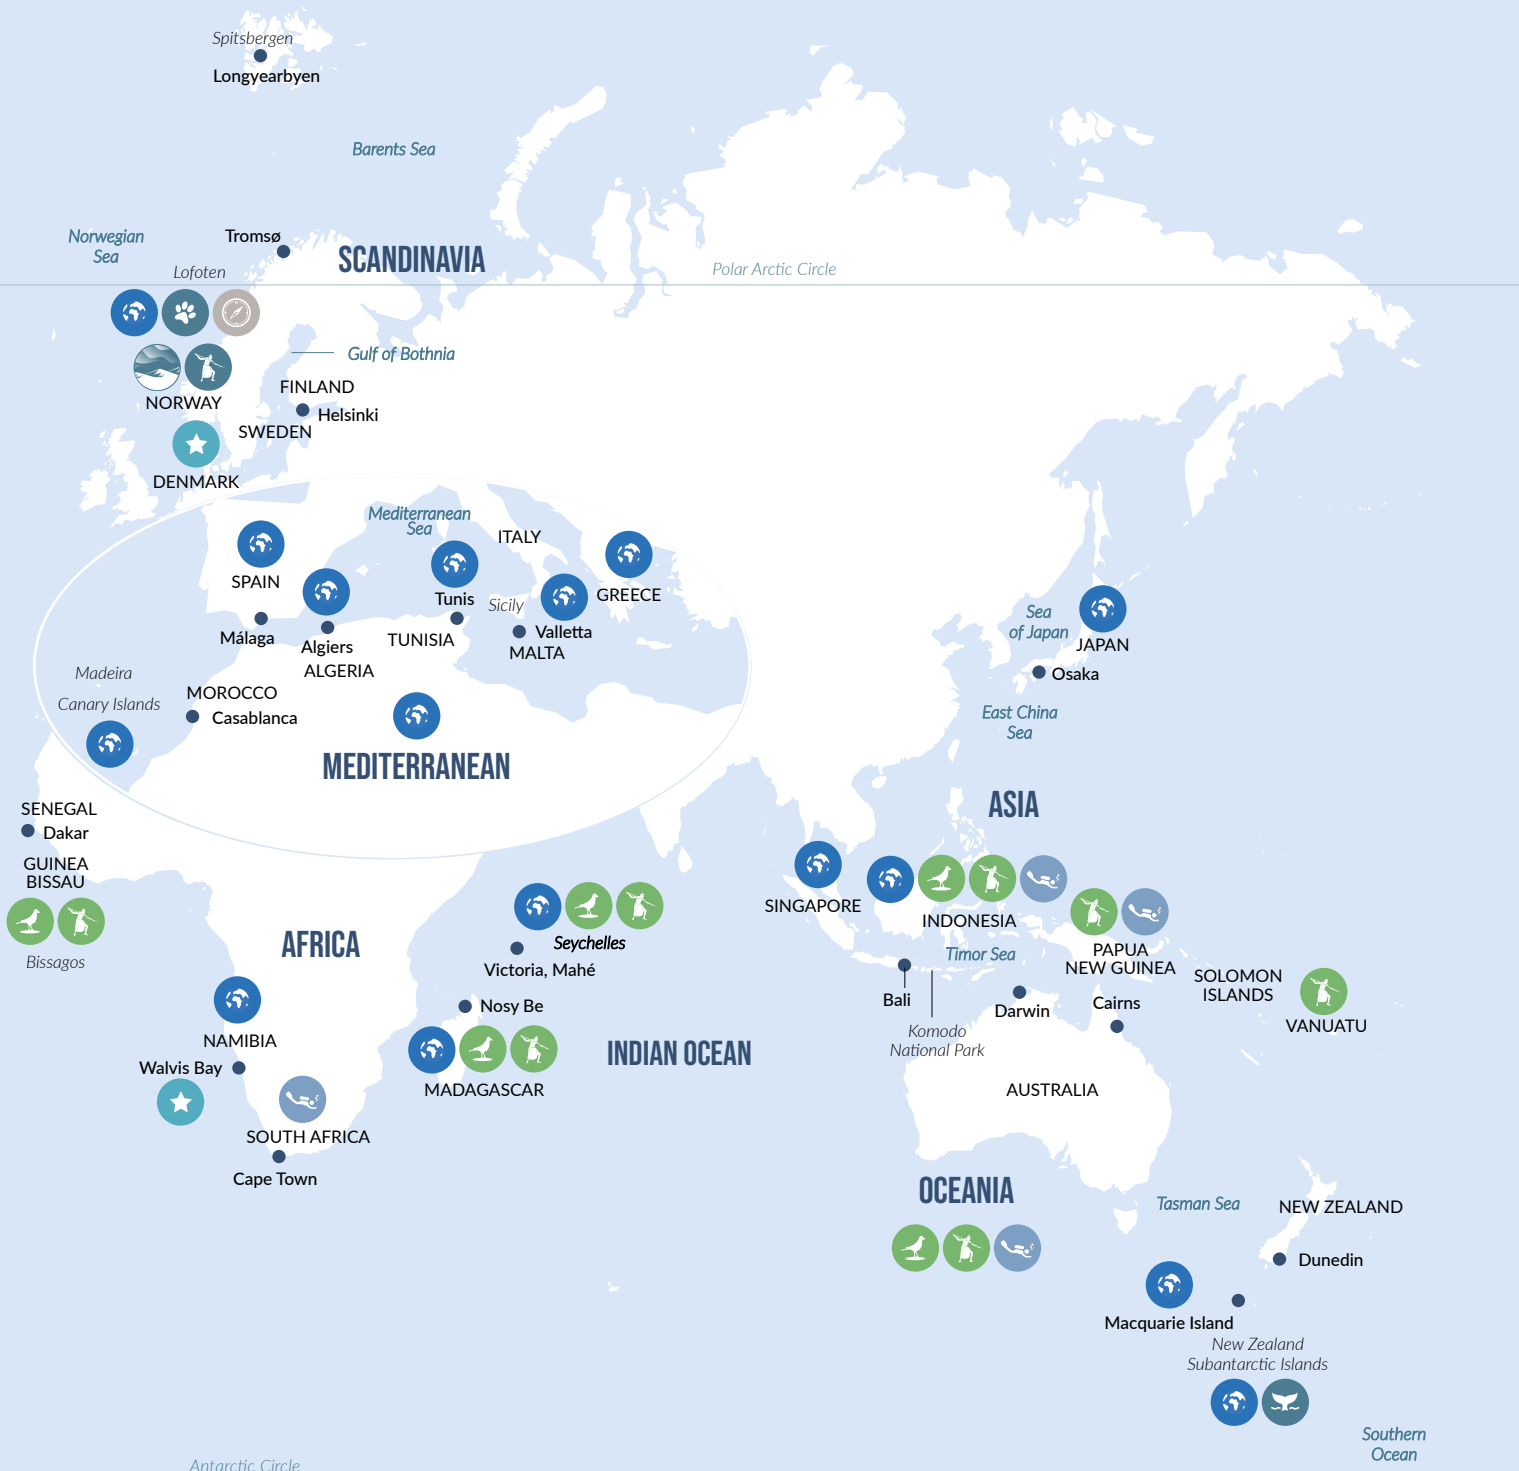 Spitsbergen
Longyearbyen
Barents Sea
Norwegian
Sea
Tromsø
SCANDINAVIA
Lofoten
Polar Arctic Circle
Gulf of Bothnia
FINLAND
NORWAY
Helsinki
SWEDEN
DENMARK
Mediterranean
Sea
ITALY
SPAIN
GREECE
Tunis
Sicily
Málaga
Algiers
TUNISIA
Valletta
MALTA
ALGERIA
Madeira
Canary Islands
MOROCCO
Casablanca
MEDITERRANEAN
Sea
of Japan
JAPAN
Osaka
East China
Sea
ASIA
SENEGAL
Dakar
GUINEA
BISSAU
Bissagos
AFRICA
Seychelles
Victoria, Mahé
Nosy Be
NAMIBIA
Walvis Bay
MADAGASCAR
INDIAN OCEAN
SOUTH AFRICA
Cape Town
SINGAPORE
INDONESIA
Timor Sea
PAPUA
NEW GUINEA
SOLOMON
ISLANDS
VANUATU
Bali
Darwin
Cairns
Komodo
National Park
AUSTRALIA
OCEANIA
Tasman Sea
NEW ZEALAND
Dunedin
Macquarie Island
New Zealand
Subantarctic Islands
Southern
Ocean
Antarctic Circle